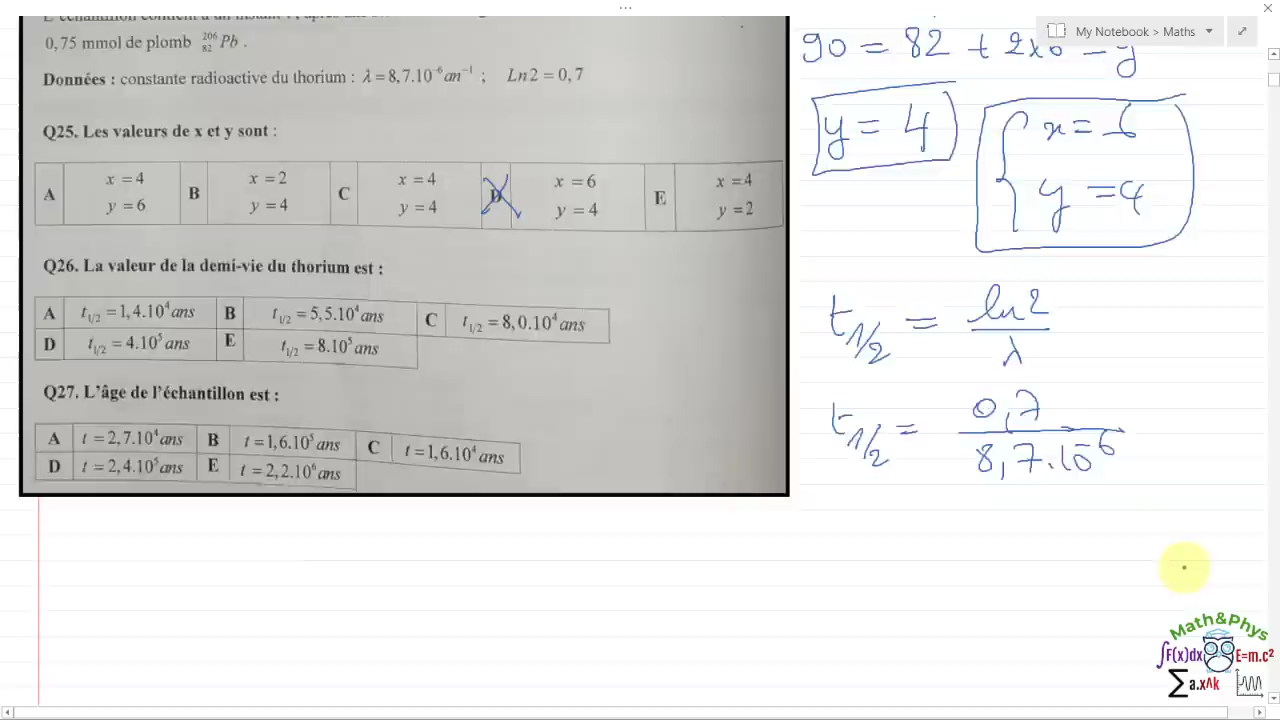 My Notebook > Maths
0,75 mmol de plomb ²⁰⁶₈₂Pb .
Données : constante radioactive du thorium : λ = 8,7.10⁻⁶ an⁻¹ ; Ln2 = 0,7
Q25. Les valeurs de x et y sont :
A x = 4 y = 6 B x = 2 y = 4 C x = 4 y = 4 D x = 6 y = 4 E x = 4 y = 2
Q26. La valeur de la demi-vie du thorium est :
A t₁/₂ = 1,4.10⁴ ans B t₁/₂ = 5,5.10⁴ ans C t₁/₂ = 8,0.10⁴ ans
D t₁/₂ = 4.10⁵ ans E t₁/₂ = 8.10⁵ ans
Q27. L'âge de l'échantillon est :
A t = 2,7.10⁴ ans B t = 1,6.10⁵ ans C t = 1,6.10⁴ ans
D t = 2,4.10⁵ ans E t = 2,2.10⁶ ans
90 = 82 + 2x6 - y
y = 4
x = 6
y = 4
t₁/₂ = ln2 / λ
t₁/₂ = 0,7 / 8,7.10⁻⁶
Math&Phys
∫F(x)dx E=m.c²
∑ a.x^k